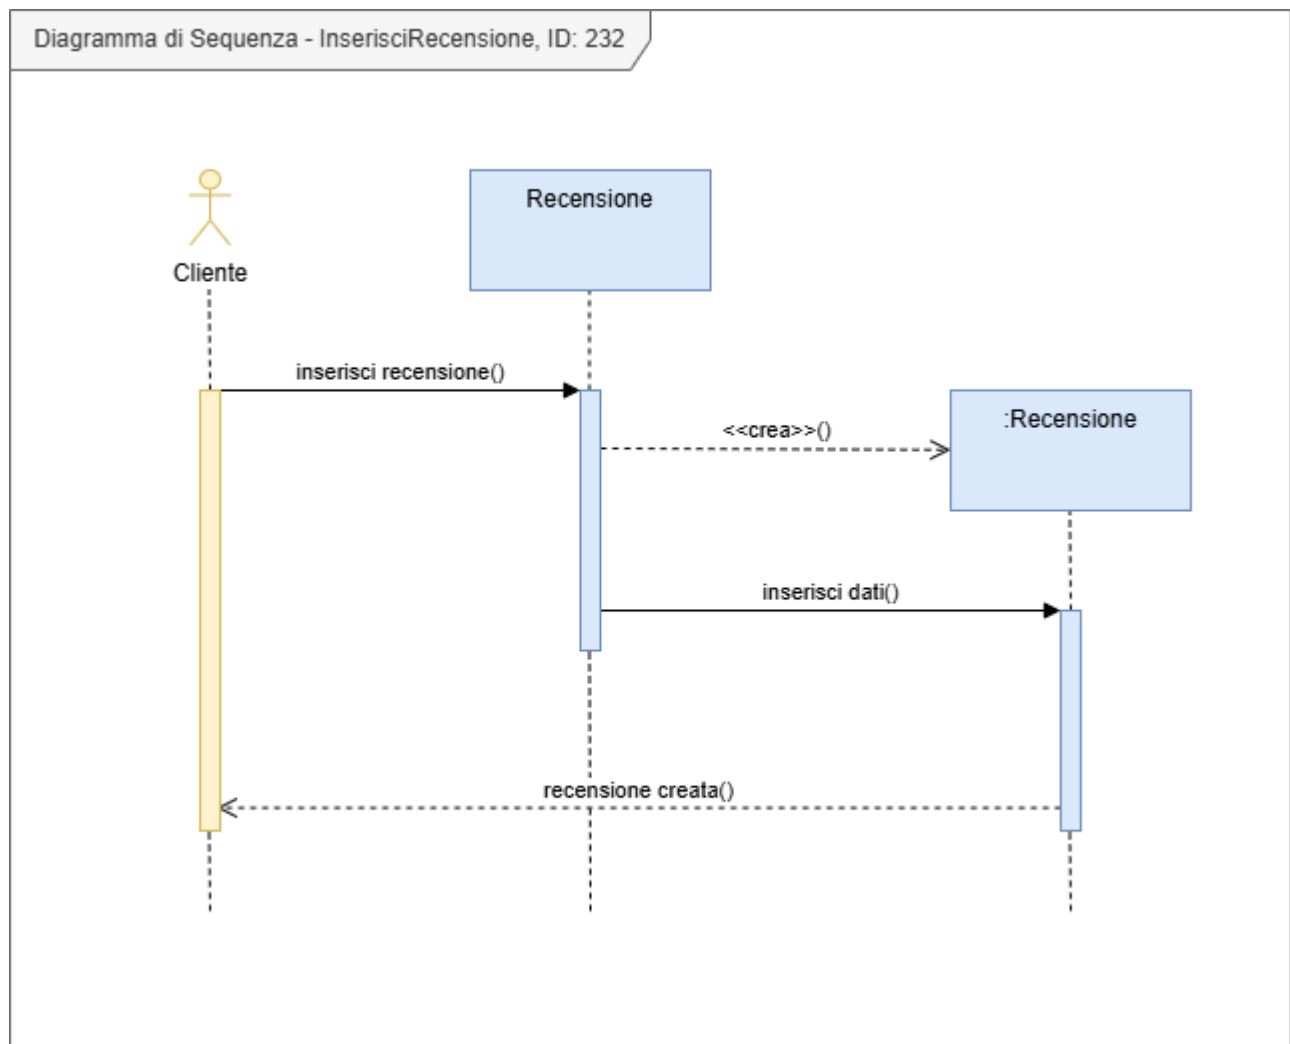 Diagramma di Sequenza - InserisciRecensione, ID: 232
Recensione
Cliente
inserisci recensione()
:Recensione
<<crea>>()
inserisci dati()
recensione creata()